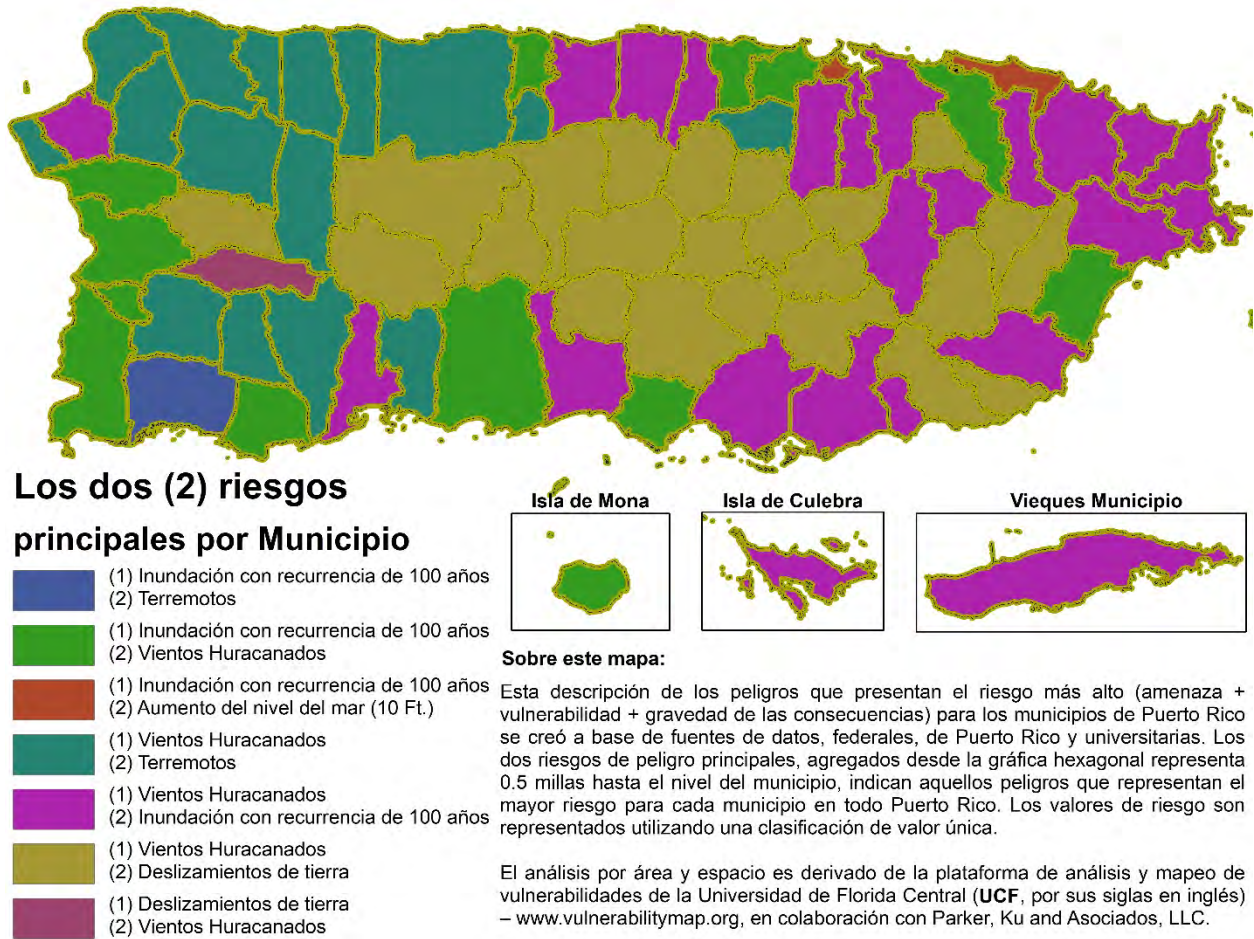 Los dos (2) riesgos
principales por Municipio
(1) Inundación con recurrencia de 100 años
(2) Terremotos
(1) Inundación con recurrencia de 100 años
(2) Vientos Huracanados
(1) Inundación con recurrencia de 100 años
(2) Aumento del nivel del mar (10 Ft.)
(1) Vientos Huracanados
(2) Terremotos
(1) Vientos Huracanados
(2) Inundación con recurrencia de 100 años
(1) Vientos Huracanados
(2) Deslizamientos de tierra
(1) Deslizamientos de tierra
(2) Vientos Huracanados
Isla de Mona
Isla de Culebra
Vieques Municipio
Sobre este mapa:
Esta descripción de los peligros que presentan el riesgo más alto (amenaza +
vulnerabilidad + gravedad de las consecuencias) para los municipios de Puerto Rico
se creó a base de fuentes de datos, federales, de Puerto Rico y universitarias. Los
dos riesgos de peligro principales, agregados desde la gráfica hexagonal representa
0.5 millas hasta el nivel del municipio, indican aquellos peligros que representan el
mayor riesgo para cada municipio en todo Puerto Rico. Los valores de riesgo son
representados utilizando una clasificación de valor única.
El análisis por área y espacio es derivado de la plataforma de análisis y mapeo de
vulnerabilidades de la Universidad de Florida Central (UCF, por sus siglas en inglés)
– www.vulnerabilitymap.org, en colaboración con Parker, Ku and Asociados, LLC.